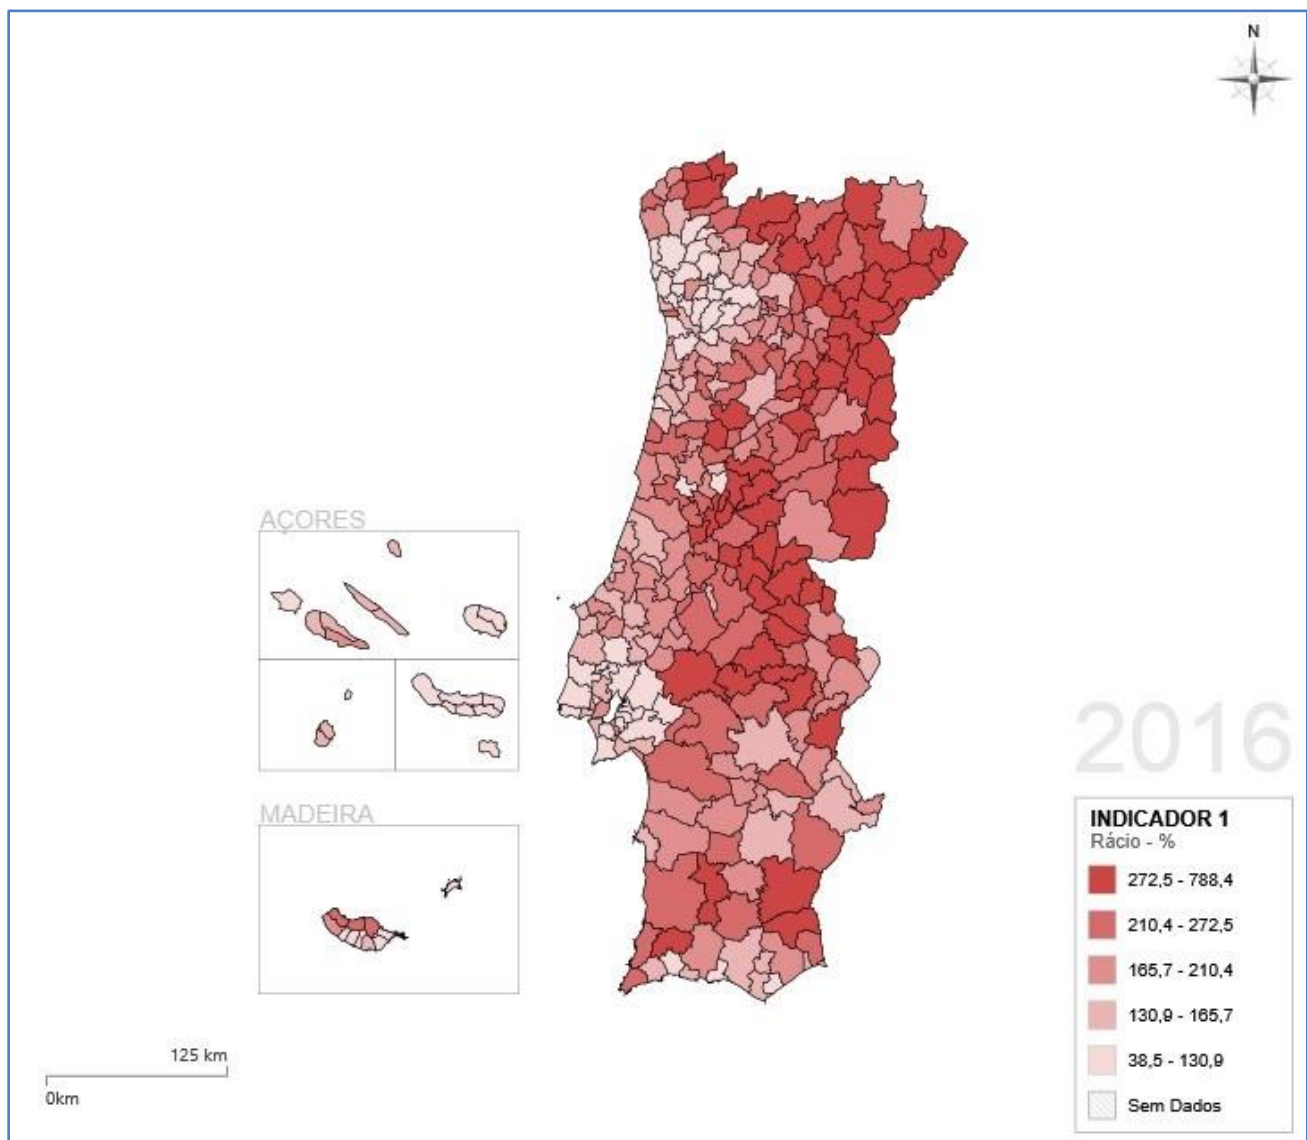 N
AÇORES
MADEIRA
2016
INDICADOR 1
Rácio - %
272,5 - 788,4
210,4 - 272,5
165,7 - 210,4
130,9 - 165,7
38,5 - 130,9
Sem Dados
125 km
0km